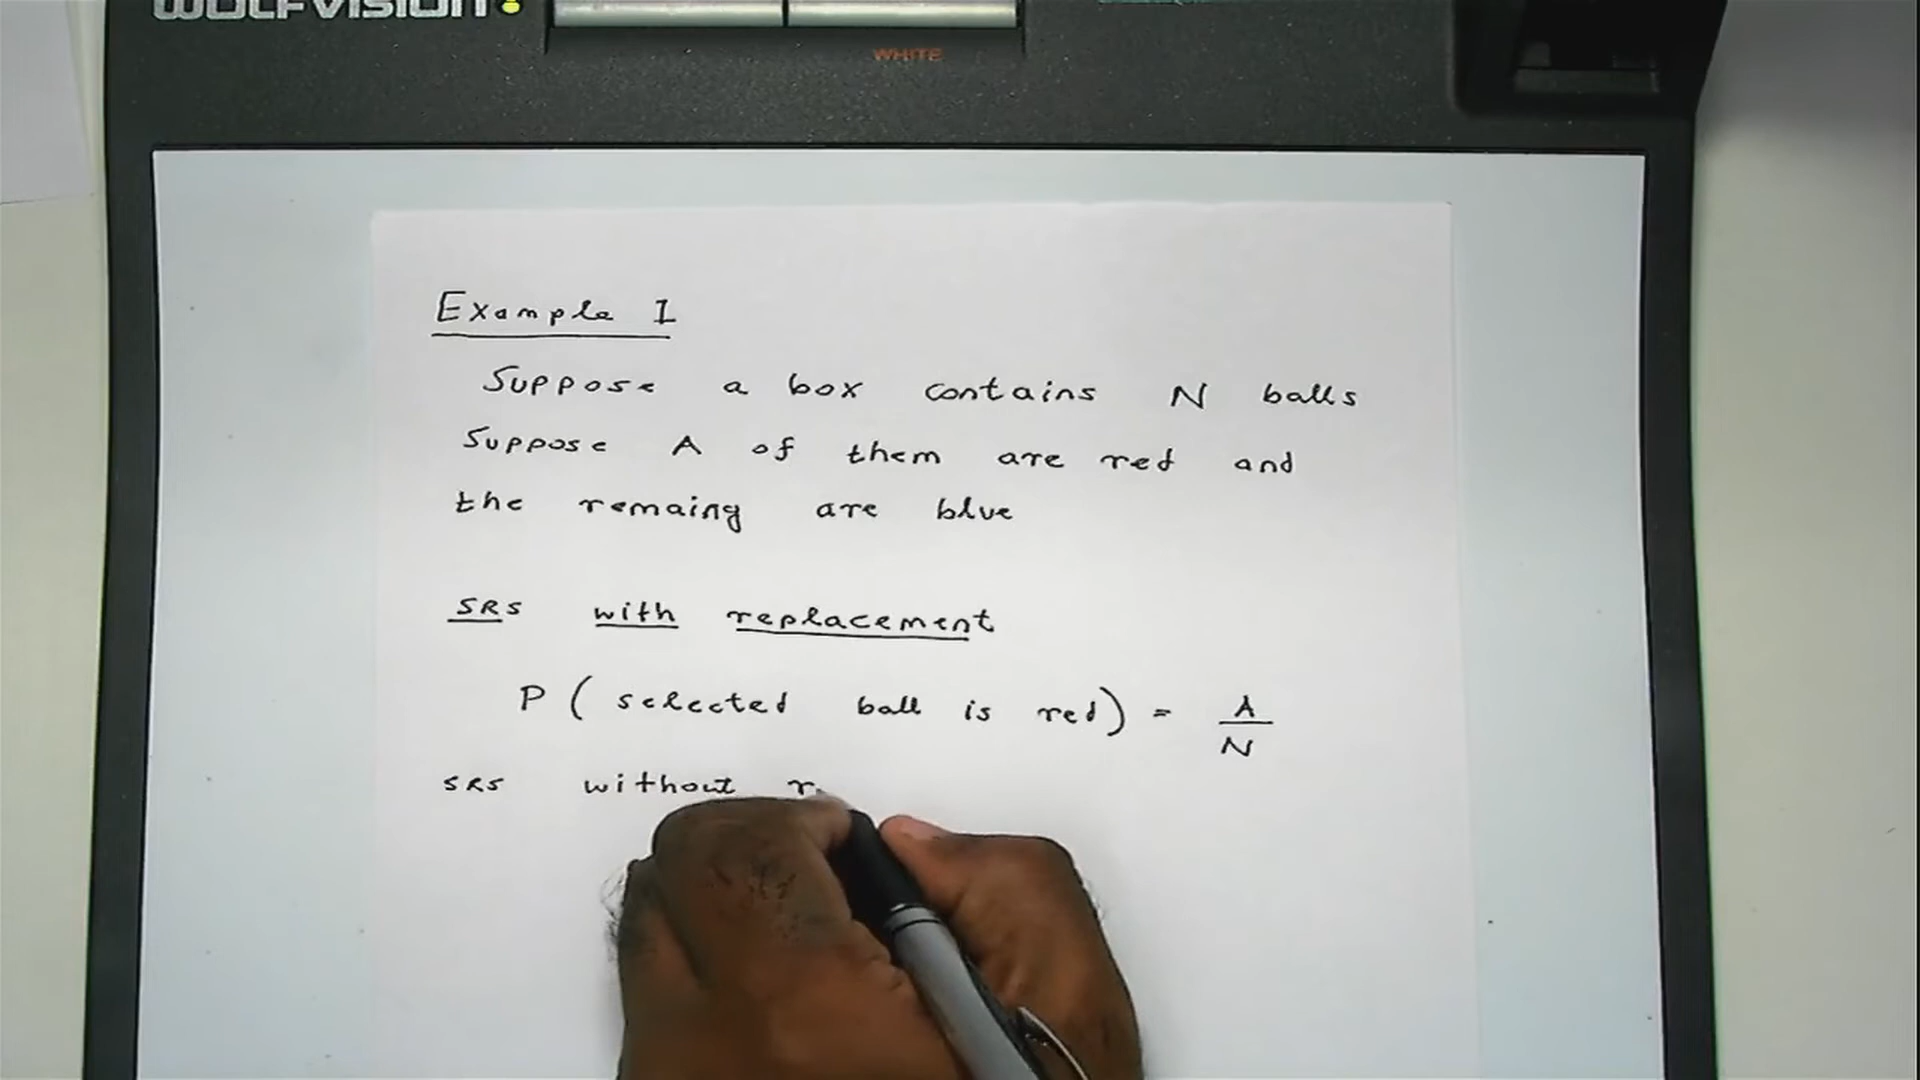 WOLFVISION
WHITE
Example 1
Suppose a box contains N balls
Suppose A of them are red and
the remaing are blue
SRS with replacement
P ( selected ball is red ) = A / N
SRS without r